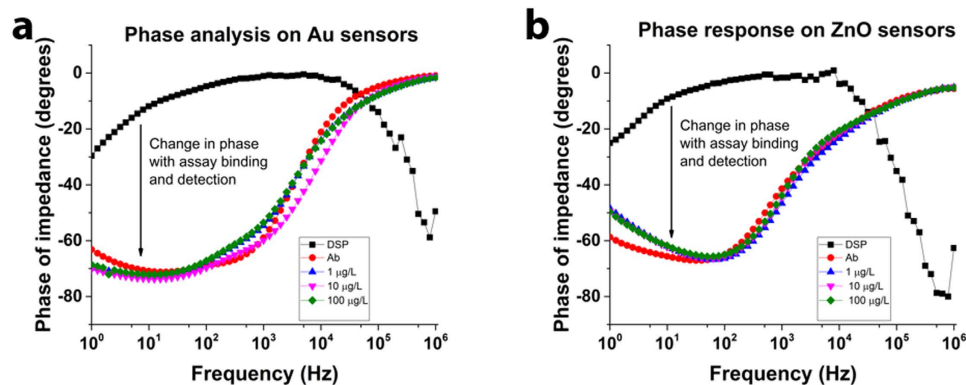 a
Phase analysis on Au sensors
Phase of impedance (degrees)
0
-20
-40
-60
-80
Change in phase
with assay binding
and detection
DSP
Ab
1 μg/L
10 μg/L
100 μg/L
10⁰ 10¹ 10² 10³ 10⁴ 10⁵ 10⁶
Frequency (Hz)
b
Phase response on ZnO sensors
Phase of impedance (degrees)
0
-20
-40
-60
-80
Change in phase
with assay binding
and detection
DSP
Ab
1 μg/L
10 μg/L
100 μg/L
10⁰ 10¹ 10² 10³ 10⁴ 10⁵ 10⁶
Frequency (Hz)